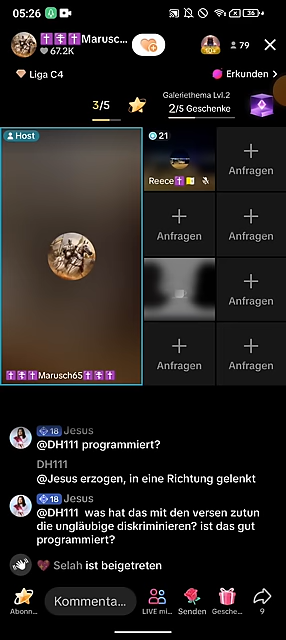 05:26
36
✝️☦️✝️Marusc...
67.2K
79
Liga C4
Erkunden
3/5
Galeriethema Lvl.2
2/5 Geschenke
Host
21
Anfragen
Reece✝️
Anfragen
Anfragen
Anfragen
Anfragen
Anfragen
✝️✝️✝️Marusch65✝️✝️✝️
18 Jesus
@DH111 programmiert?
DH111
@Jesus erzogen, in eine Richtung gelenkt
18 Jesus
@DH111 was hat das mit den versen zutun
die ungläubige diskriminieren? ist das gut
programmiert?
Selah ist beigetreten
Abonn...
Kommenta...
LIVE mi...
Senden
Gesche...
9